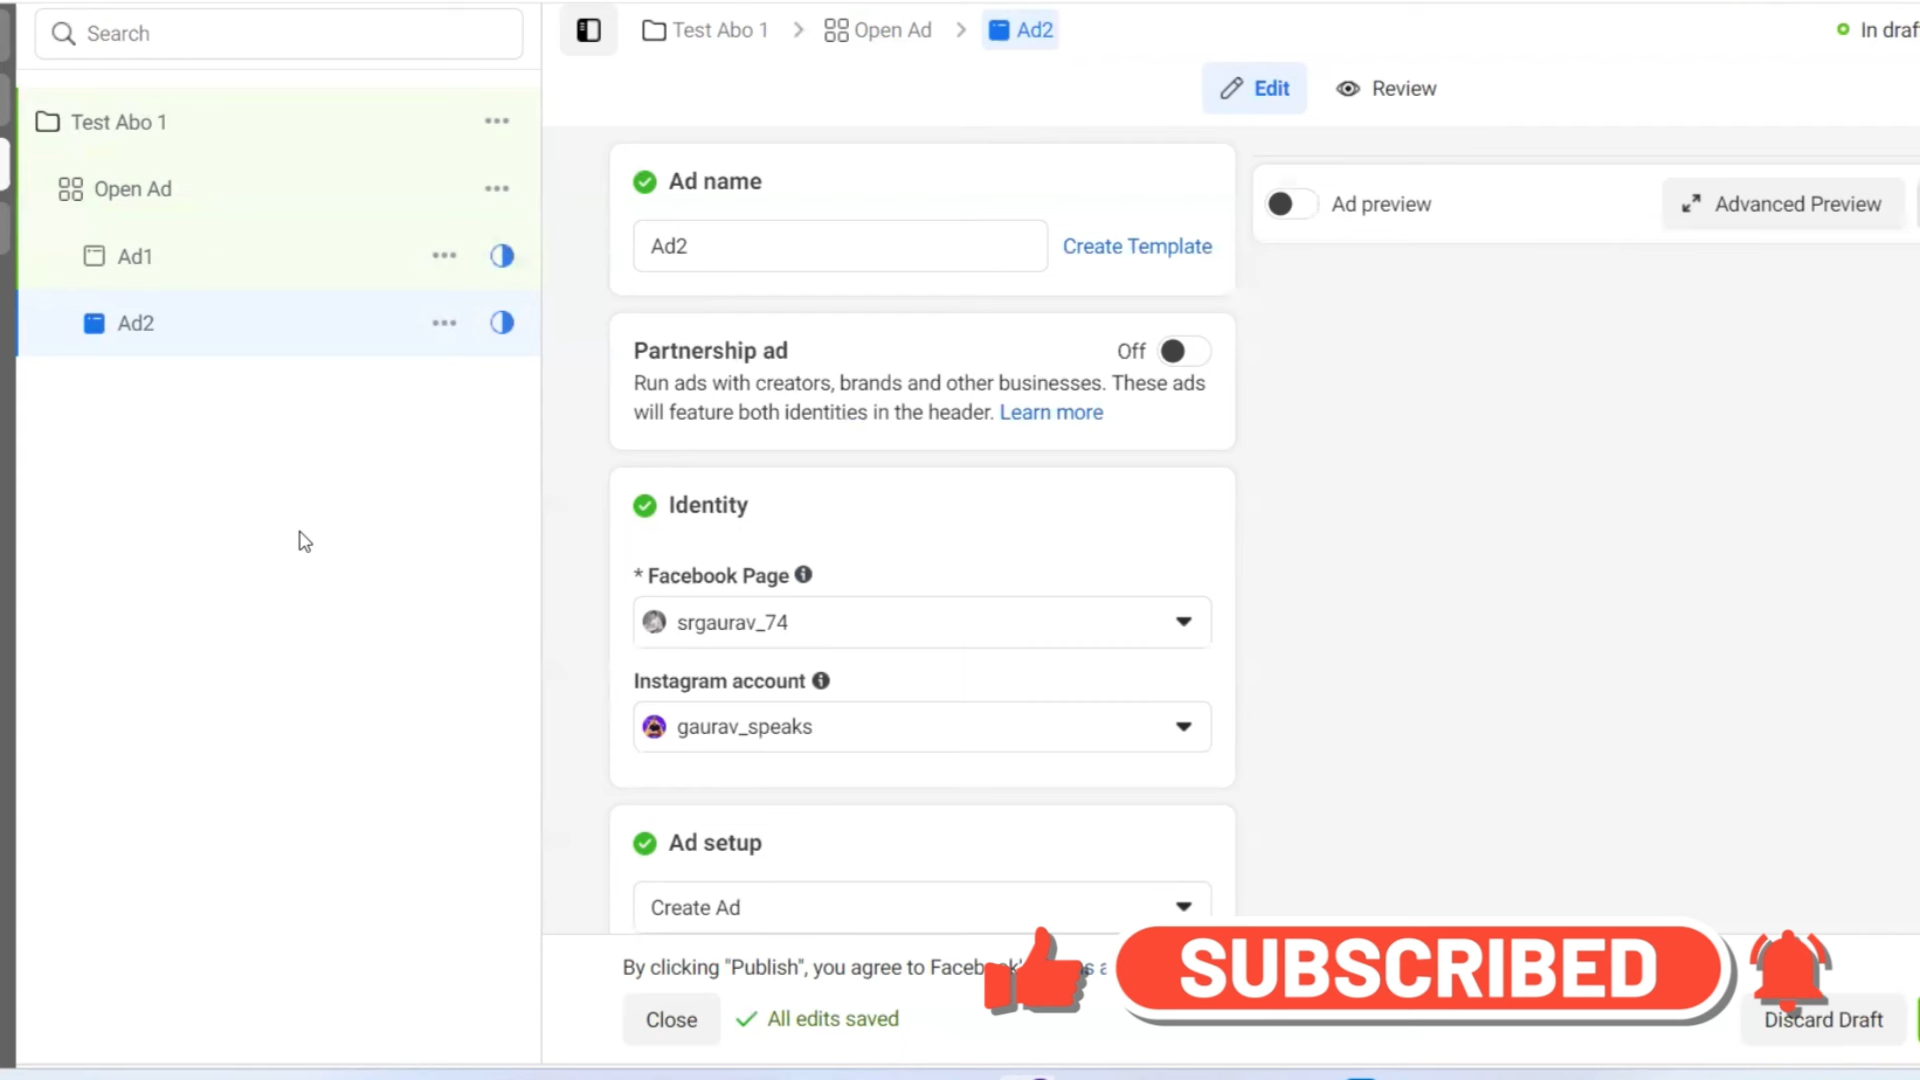 Search
Test Abo 1
Open Ad
Ad2
In draf
Edit
Review
Test Abo 1
Open Ad
Ad1
Ad2
Ad name
Ad2
Create Template
Ad preview
Advanced Preview
Partnership ad
Off
Run ads with creators, brands and other businesses. These ads
will feature both identities in the header. Learn more
Identity
* Facebook Page
srgaurav_74
Instagram account
gaurav_speaks
Ad setup
Create Ad
By clicking "Publish", you agree to
SUBSCRIBED
Close
All edits saved
Discard Draft